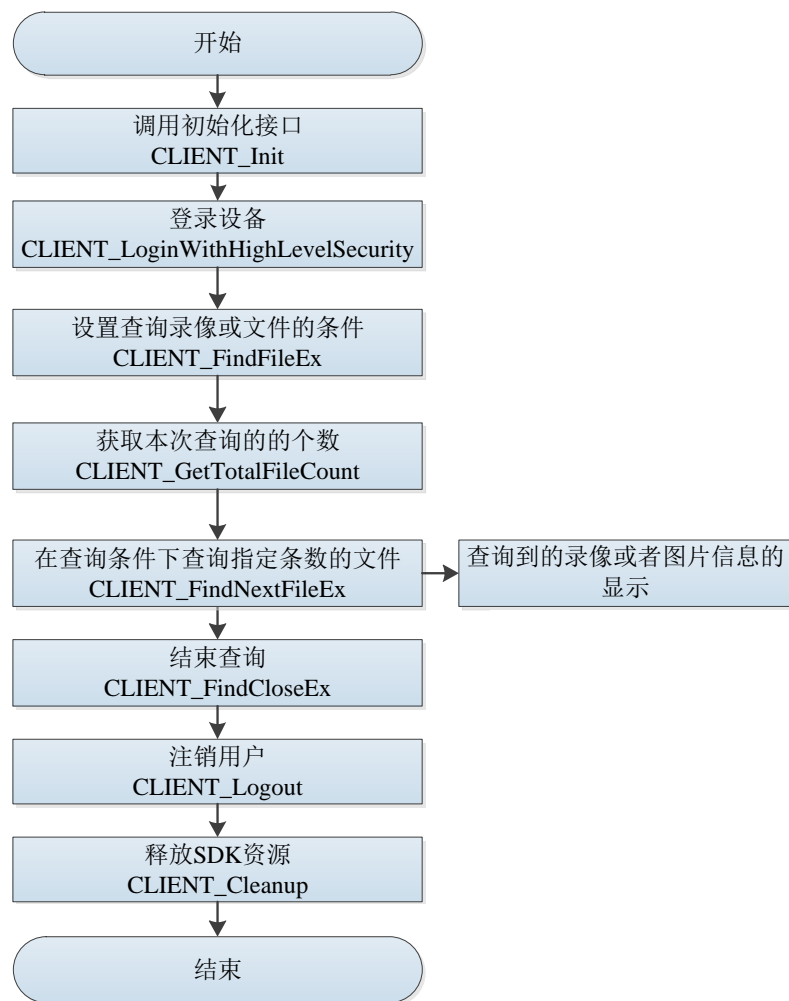 开始
调用初始化接口
CLIENT_Init
登录设备
CLIENT_LoginWithHighLevelSecurity
设置查询录像或文件的条件
CLIENT_FindFileEx
获取本次查询的的个数
CLIENT_GetTotalFileCount
在查询条件下查询指定条数的文件
CLIENT_FindNextFileEx
查询到的录像或者图片信息的
显示
结束查询
CLIENT_FindCloseEx
注销用户
CLIENT_Logout
释放SDK资源
CLIENT_Cleanup
结束